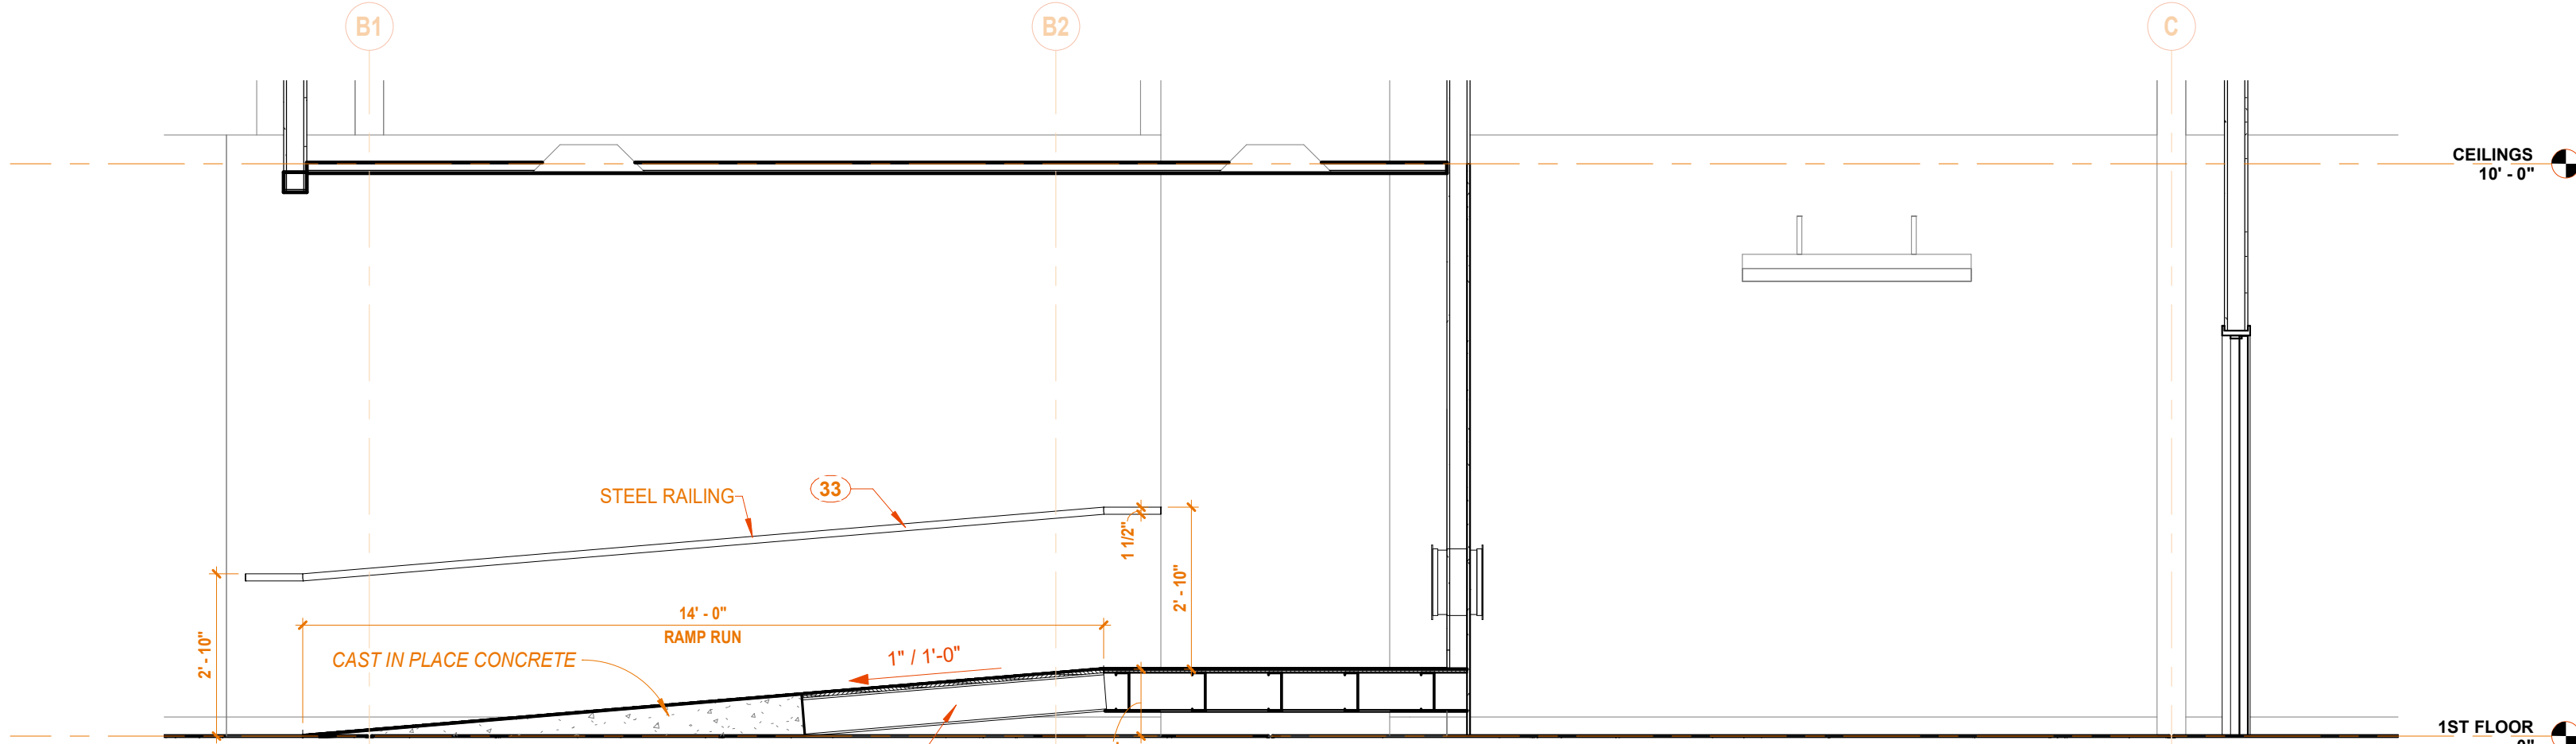 B1
B2
C
CEILINGS
10' - 0"
STEEL RAILING
33
1 1/2"
2' - 10"
14' - 0"
RAMP RUN
2' - 10"
CAST IN PLACE CONCRETE
1" / 1'-0"
1ST FLOOR